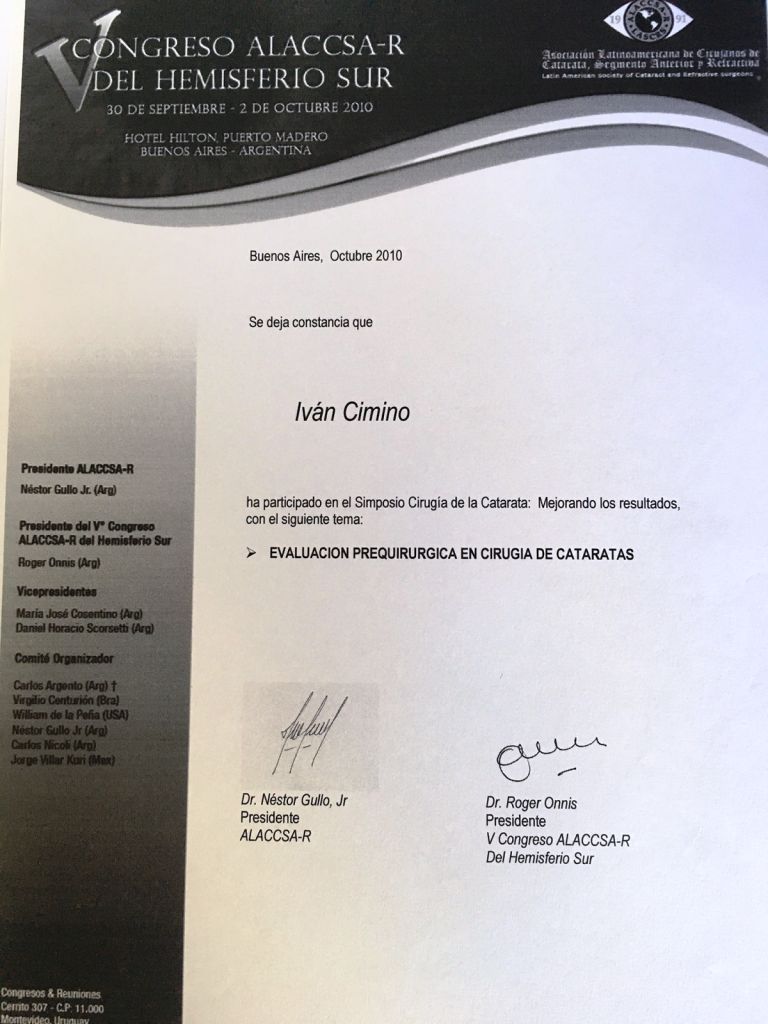 V CONGRESO ALACCSA-R
DEL HEMISFERIO SUR
30 DE SEPTIEMBRE - 2 DE OCTUBRE 2010
HOTEL HILTON, PUERTO MADERO
BUENOS AIRES - ARGENTINA
ALACCSA-R
19 91
LASCRS
Asociación Latinoamericana de Cirujanos de
Catarata, Segmento Anterior y Refractiva
Latin American society of Cataract and Refractive surgeons
Buenos Aires, Octubre 2010
Se deja constancia que
Iván Cimino
ha participado en el Simposio Cirugía de la Catarata: Mejorando los resultados,
con el siguiente tema:
➢ EVALUACION PREQUIRURGICA EN CIRUGIA DE CATARATAS
Presidente ALACCSA-R
Néstor Gullo Jr. (Arg)
Presidente del Vº Congreso
ALACCSA-R del Hemisferio Sur
Roger Onnis (Arg)
Vicepresidentes
María José Cosentino (Arg)
Daniel Horacio Scorsetti (Arg)
Comité Organizador
Carlos Argento (Arg) †
Virgilio Centurión (Bra)
William de la Peña (USA)
Néstor Gullo Jr (Arg)
Carlos Nicoli (Arg)
Jorge Villar Kuri (Mex)
Dr. Néstor Gullo, Jr
Presidente
ALACCSA-R
Dr. Roger Onnis
Presidente
V Congreso ALACCSA-R
Del Hemisferio Sur
Congresos & Reuniones
Cerrito 307 - C.P. 11.000
Montevideo, Uruguay